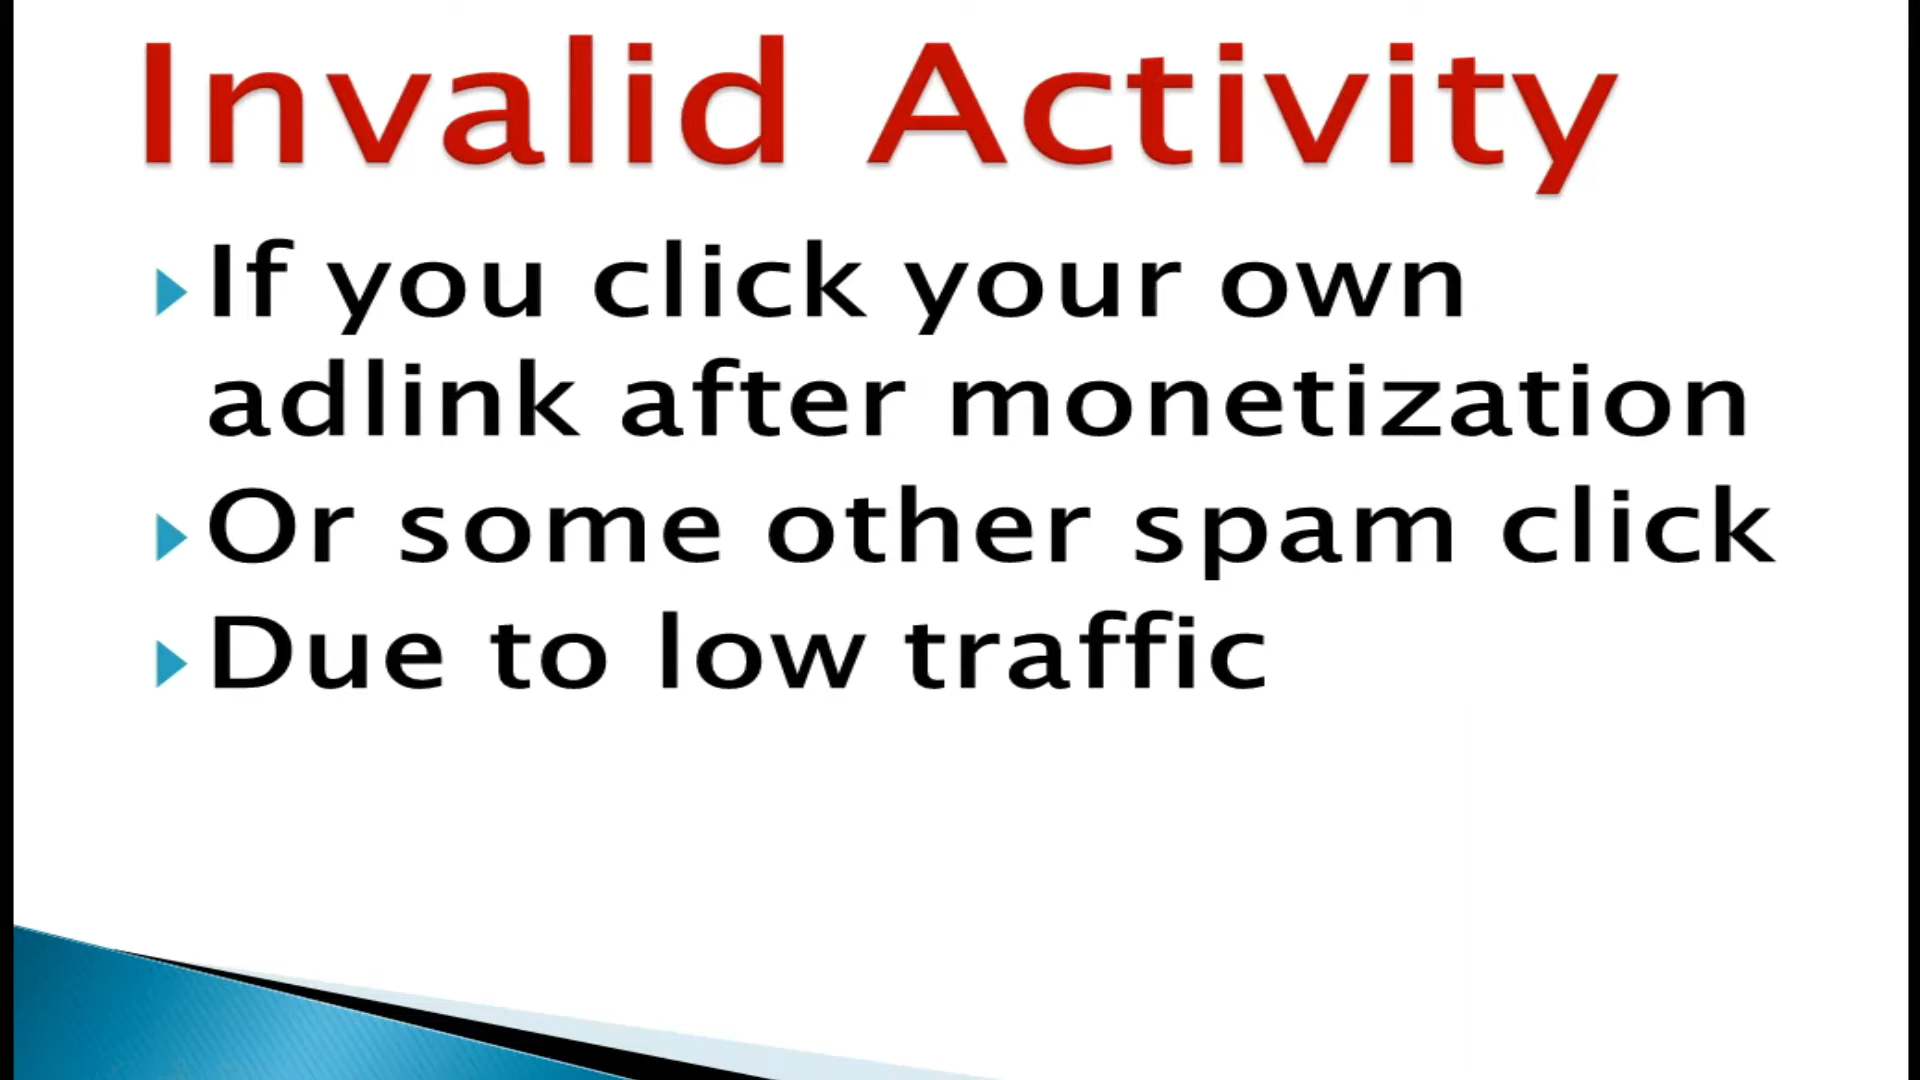 Invalid Activity
If you click your own
adlink after monetization
Or some other spam click
Due to low traffic